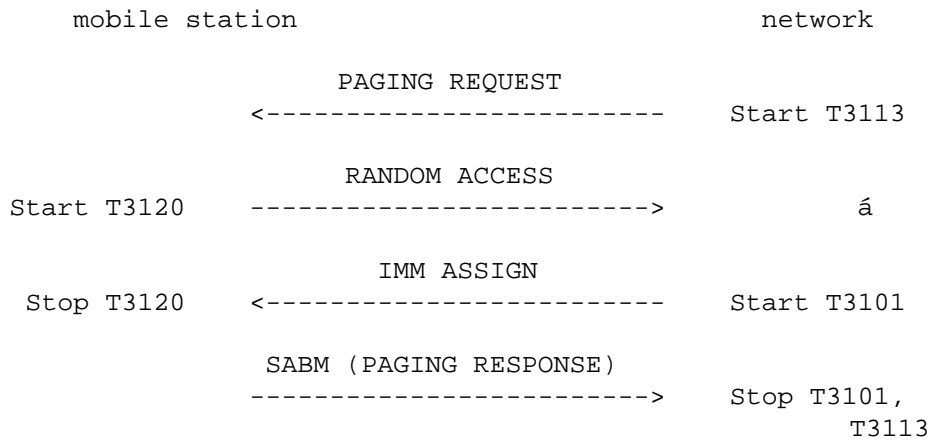 mobile station network
PAGING REQUEST
<------------------------- Start T3113
RANDOM ACCESS
Start T3120 -------------------------> á
IMM ASSIGN
Stop T3120 <------------------------- Start T3101
SABM (PAGING RESPONSE)
-------------------------> Stop T3101,
T3113